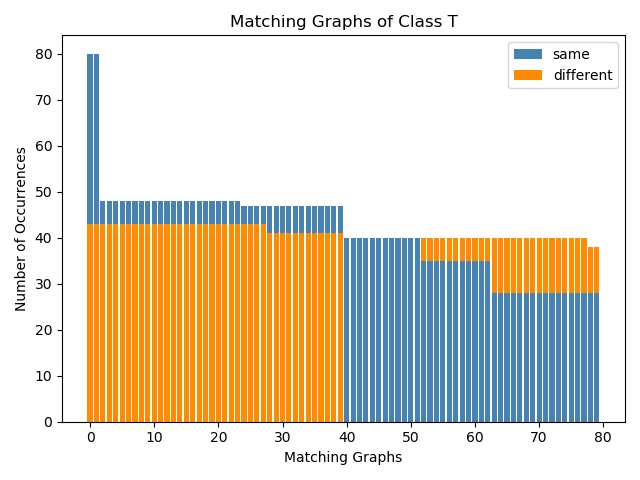 Matching Graphs of Class T
same
different
Number of Occurrences
80
70
60
50
40
30
20
10
0
0 10 20 30 40 50 60 70 80
Matching Graphs